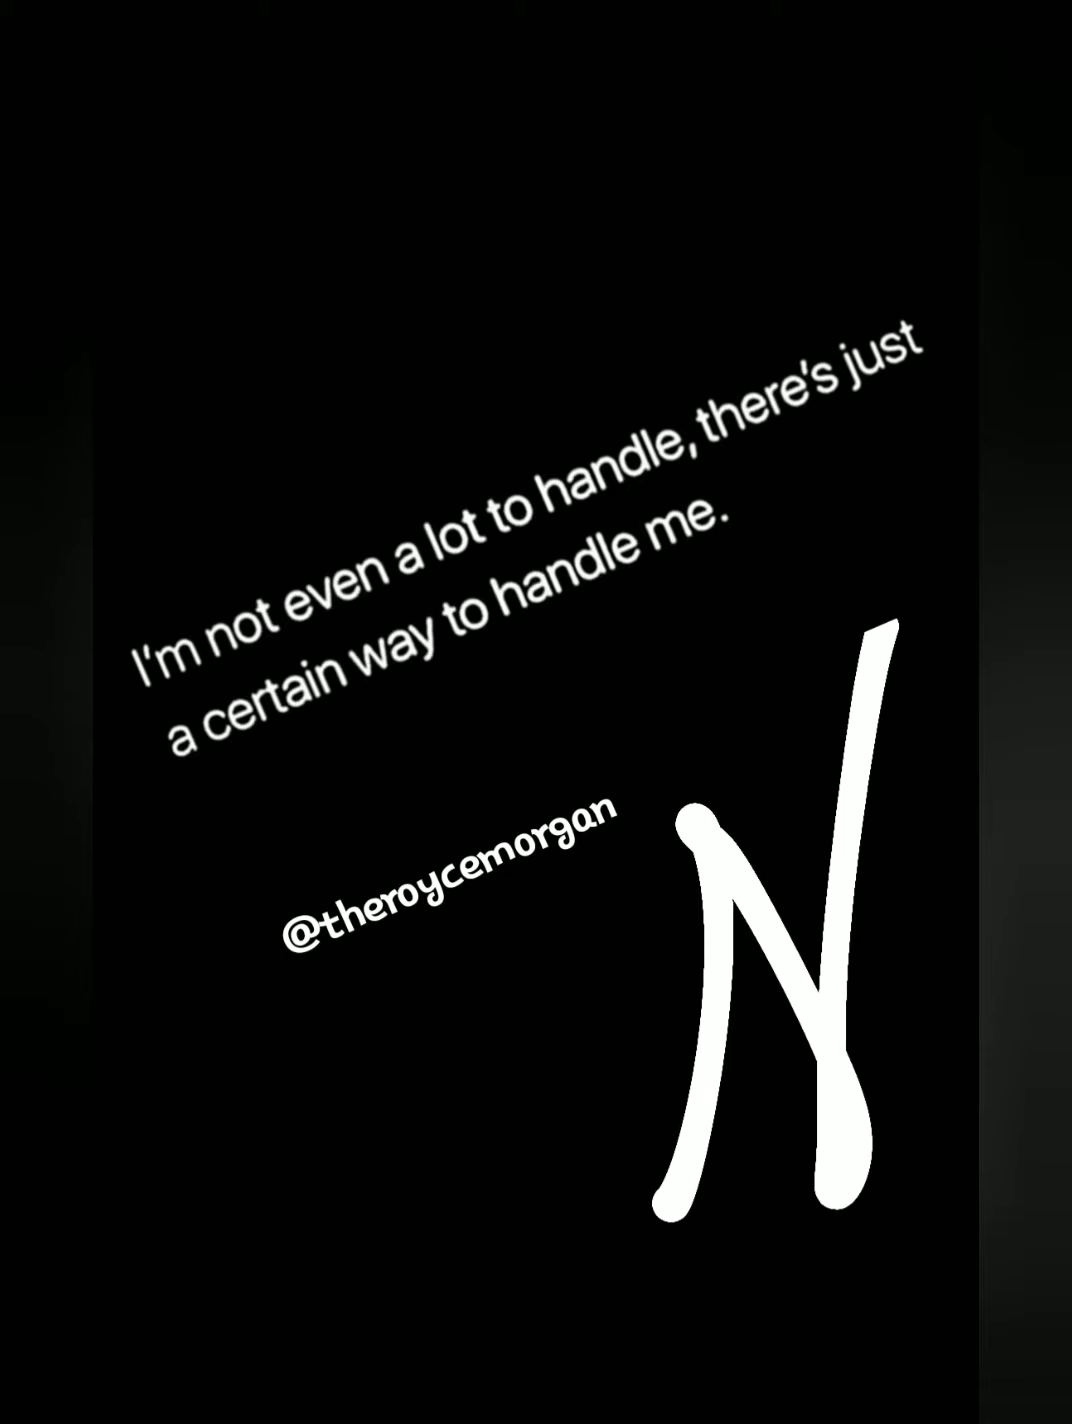 I'm not even a lot to handle, there's just
a certain way to handle me.
@theroycemorgan
N